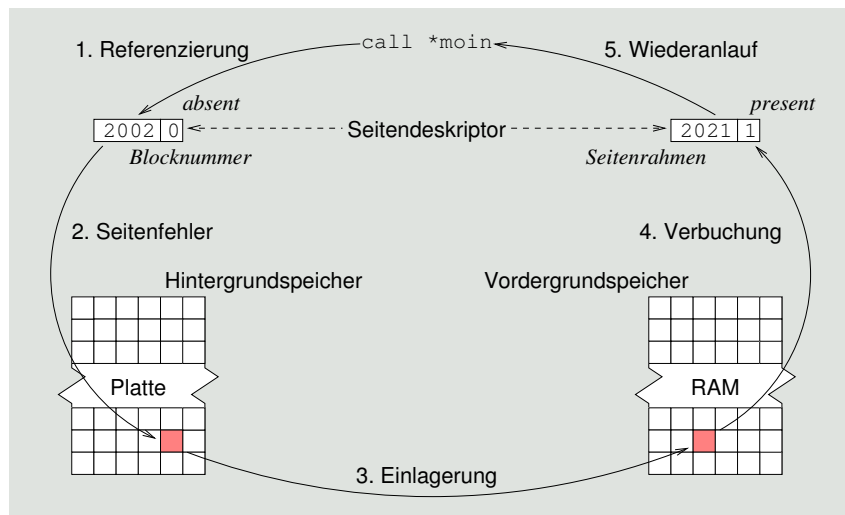 1. Referenzierung
call *moin
5. Wiederanlauf
absent
present
2002 0
Seitendeskriptor
2021 1
Blocknummer
Seitenrahmen
2. Seitenfehler
4. Verbuchung
Hintergrundspeicher
Vordergrundspeicher
Platte
RAM
3. Einlagerung